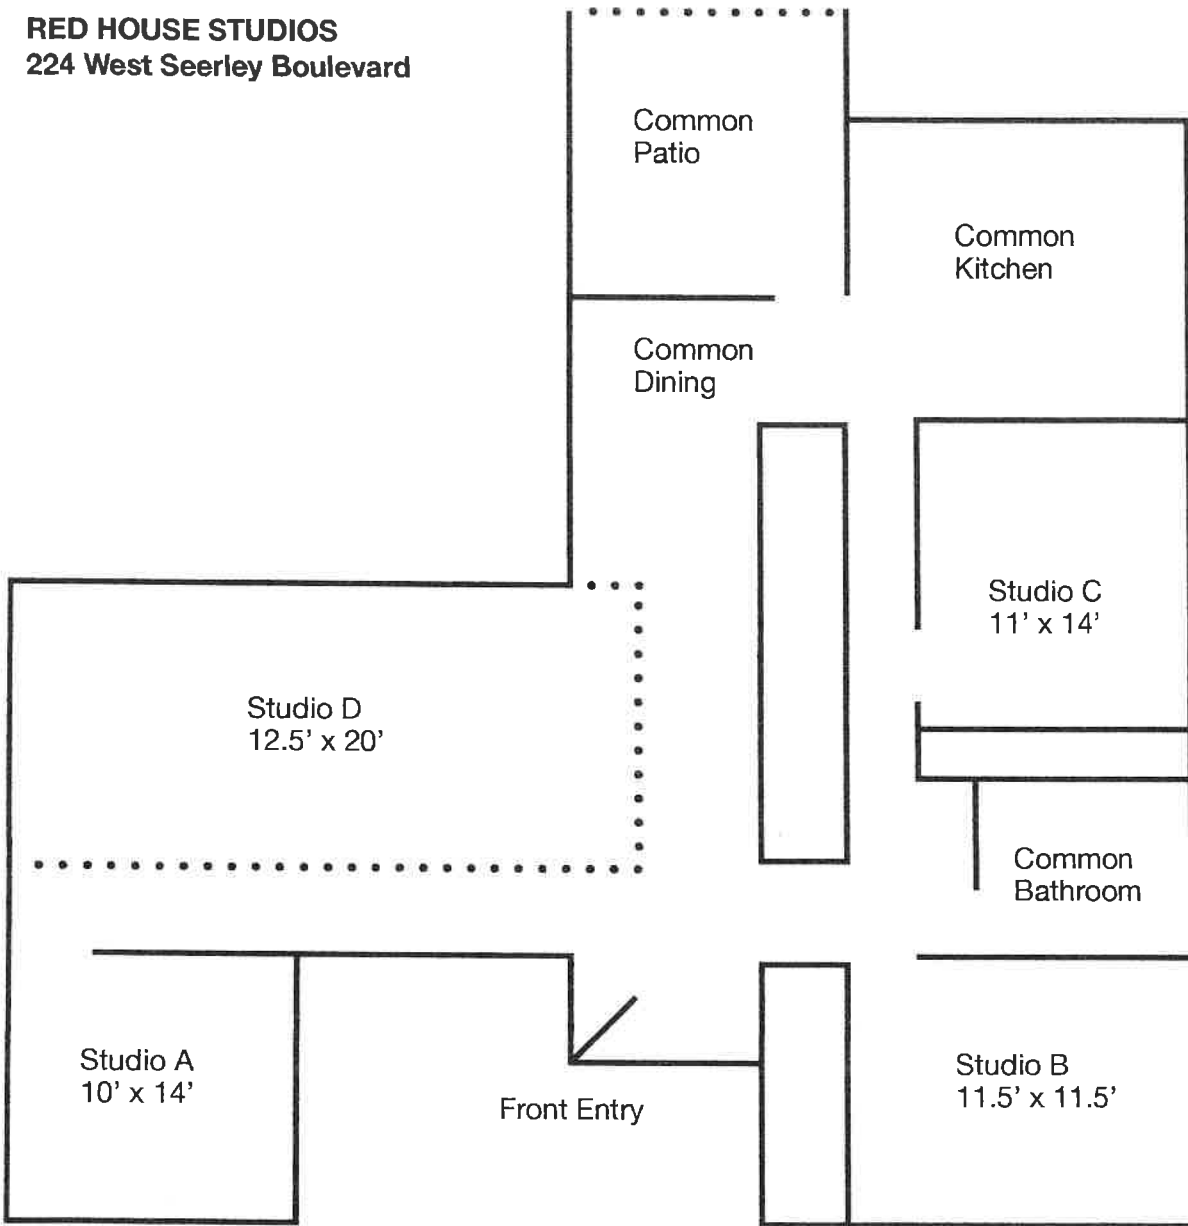 RED HOUSE STUDIOS
224 West Seerley Boulevard
Common
Patio
Common
Kitchen
Common
Dining
Studio C
11’ x 14’
Studio D
12.5’ x 20’
Common
Bathroom
Studio A
10’ x 14’
Studio B
11.5’ x 11.5’
Front Entry